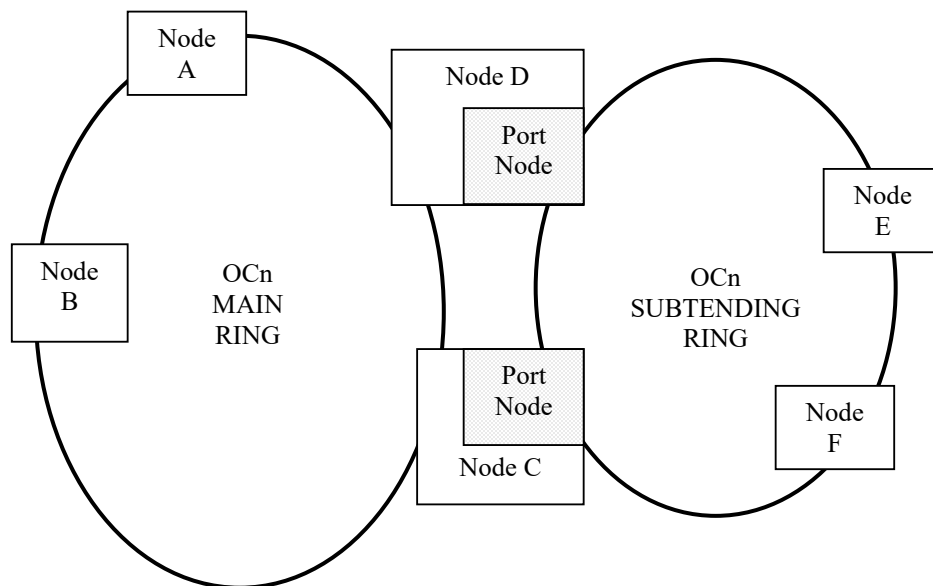 Node
A
Node D
Port
Node
Node
E
Node
B
OCn
MAIN
RING
OCn
SUBTENDING
RING
Port
Node
Node C
Node
F